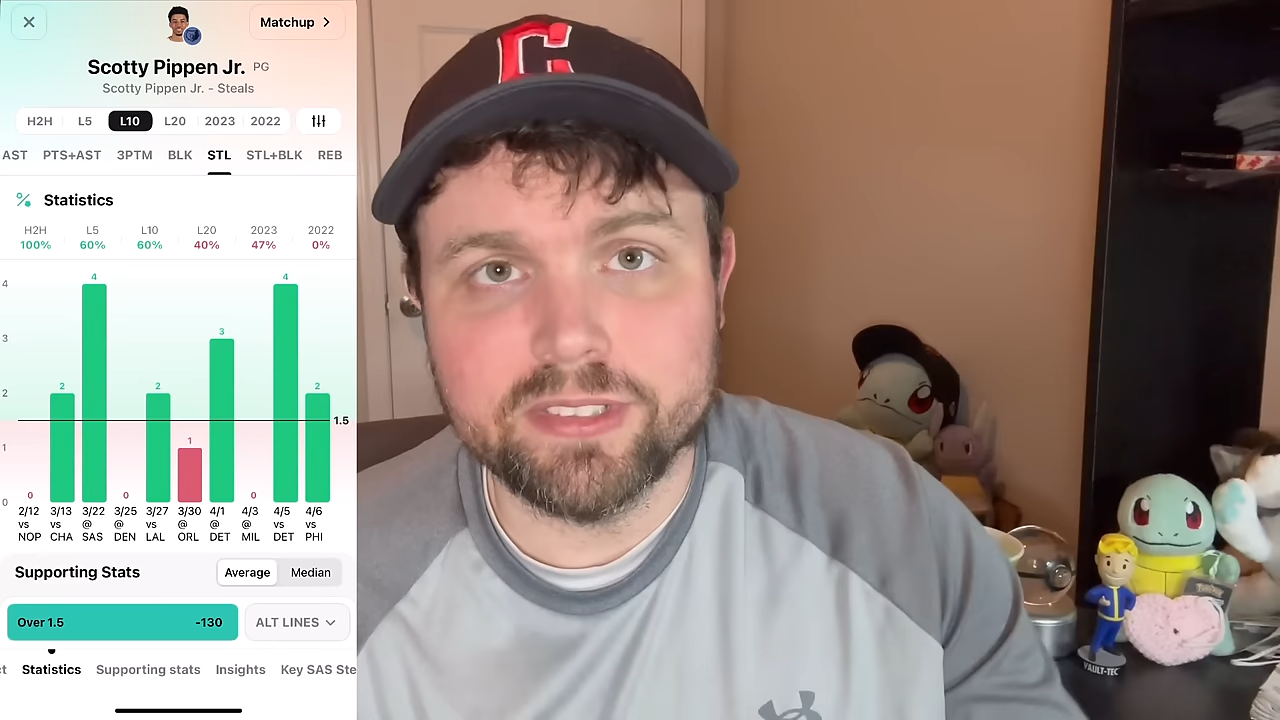 Matchup >
Scotty Pippen Jr. PG
Scotty Pippen Jr. - Steals
H2H L5 L10 L20 2023 2022
AST PTS+AST 3PTM BLK STL STL+BLK REB
Statistics
H2H L5 L10 L20 2023 2022
100% 60% 60% 40% 47% 0%
4
3
2
1
0
0 2 4 0 2 1 3 0 4 2
1.5
2/12 3/13 3/22 3/25 3/27 3/30 4/1 4/3 4/5 4/6
vs vs @ @ vs @ @ @ vs vs
NOP CHA SAS DEN LAL ORL DET MIL DET PHI
Supporting Stats
Average Median
Over 1.5 -130
ALT LINES
Statistics Supporting stats Insights Key SAS Ste
C
VAULT-TEC